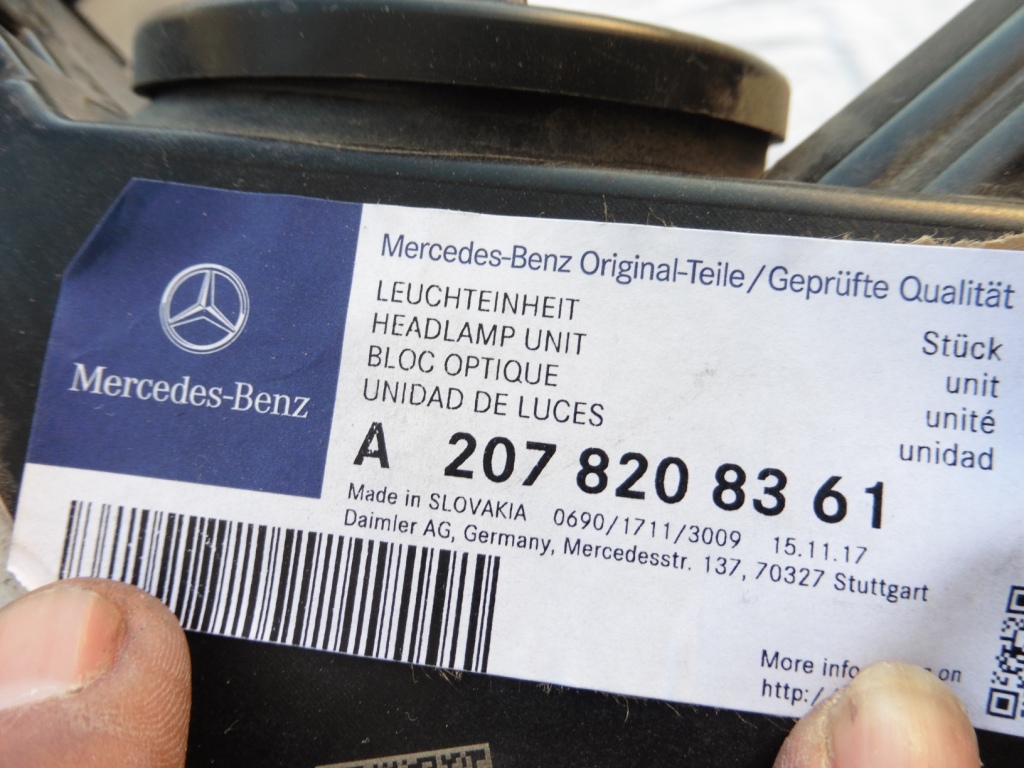 Mercedes-Benz
Mercedes-Benz Original-Teile/Geprüfte Qualität
LEUCHTEINHEIT
HEADLAMP UNIT
BLOC OPTIQUE
UNIDAD DE LUCES
Stück
unit
unité
unidad
A 207 820 83 61
Made in SLOVAKIA 0690/1711/3009 15.11.17
Daimler AG, Germany, Mercedesstr. 137, 70327 Stuttgart
More info on
http:/